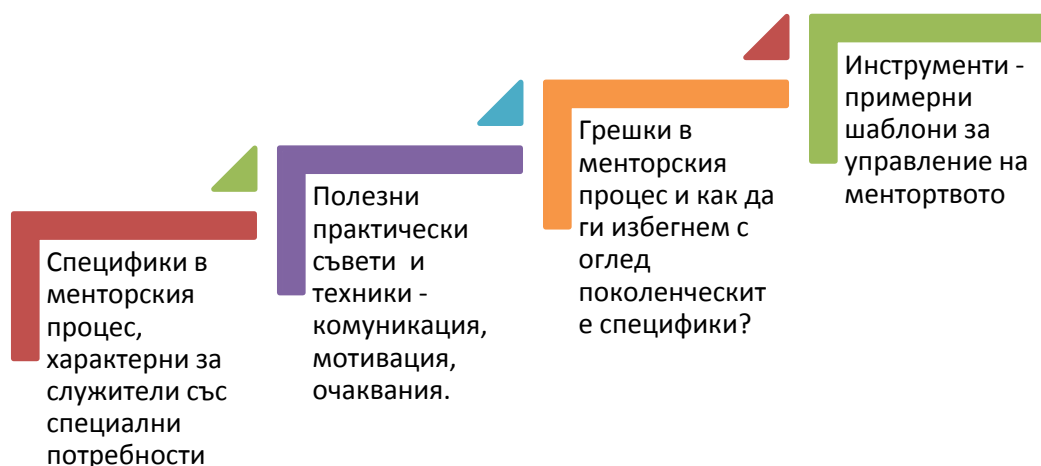 Специфики в
менторския
процес,
характерни за
служители със
специални
потребности
Полезни
практически
съвети и
техники -
комуникация,
мотивация,
очаквания.
Грешки в
менторския
процес и как да
ги избегнем с
оглед
поколенческит
е специфики?
Инструменти -
примерни
шаблони за
управление на
ментортвото